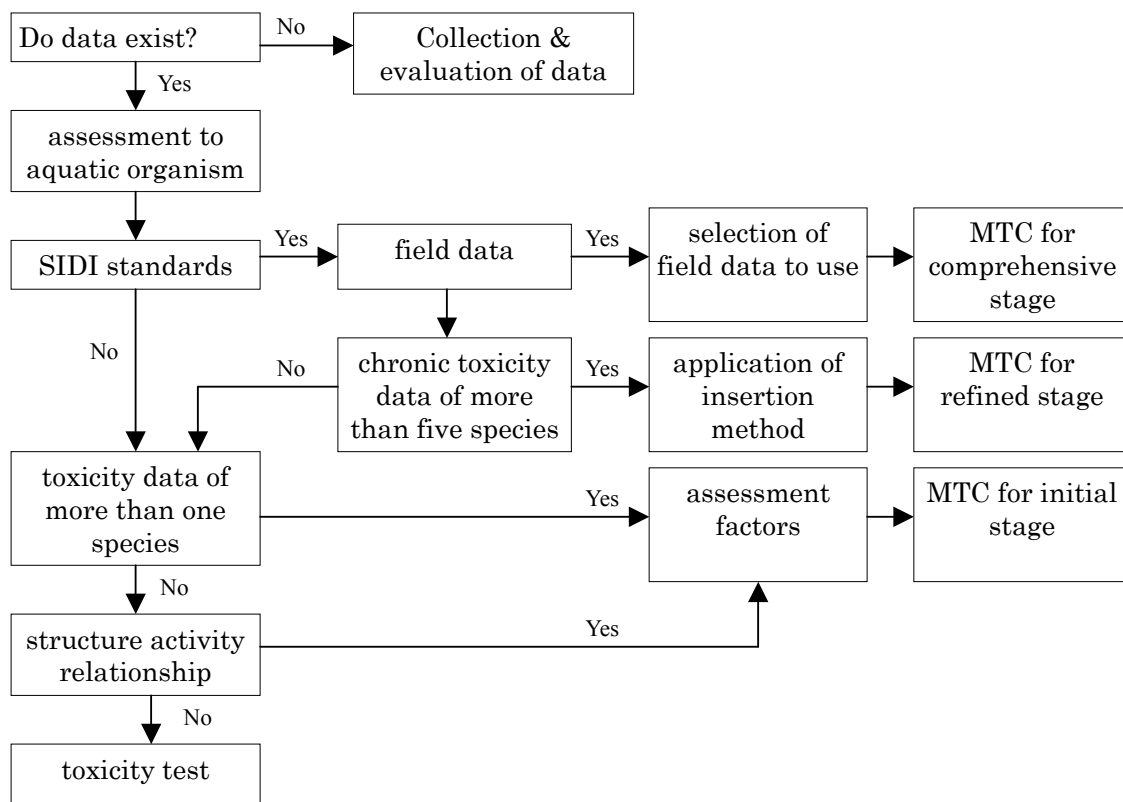 Do data exist?
No
Collection &
evaluation of data
Yes
assessment to
aquatic organism
SIDI standards
Yes
field data
Yes
selection of
field data to use
MTC for
comprehensive
stage
No
No
chronic toxicity
data of more
than five species
Yes
application of
insertion
method
MTC for
refined stage
toxicity data of
more than one
species
Yes
assessment
factors
MTC for initial
stage
No
structure activity
relationship
Yes
No
toxicity test